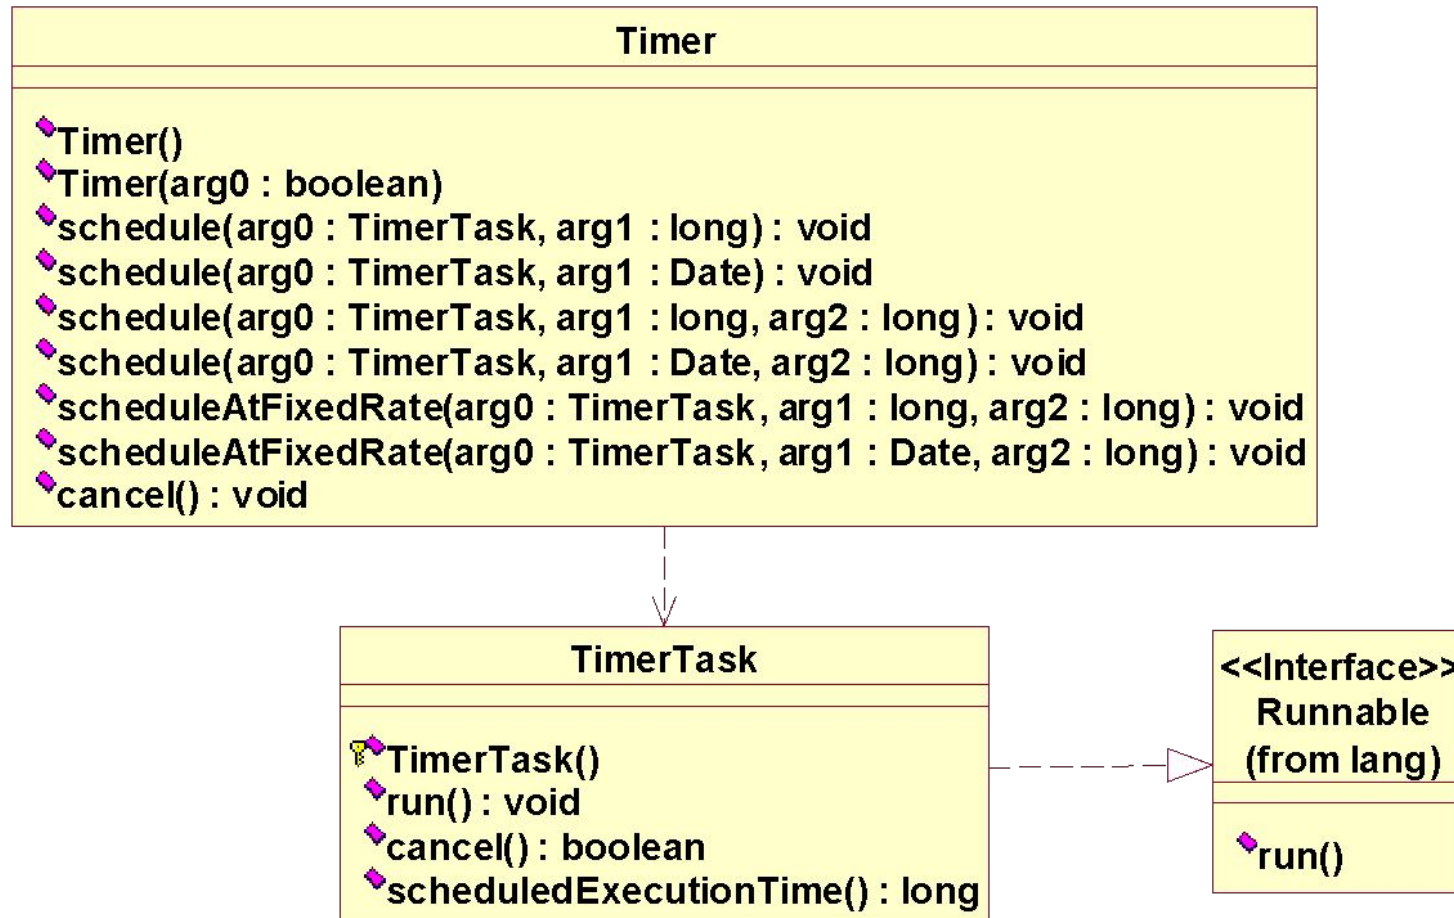 Timer
Timer()
Timer(arg0 : boolean)
schedule(arg0 : TimerTask, arg1 : long) : void
schedule(arg0 : TimerTask, arg1 : Date) : void
schedule(arg0 : TimerTask, arg1 : long, arg2 : long) : void
schedule(arg0 : TimerTask, arg1 : Date, arg2 : long) : void
scheduleAtFixedRate(arg0 : TimerTask, arg1 : long, arg2 : long) : void
scheduleAtFixedRate(arg0 : TimerTask, arg1 : Date, arg2 : long) : void
cancel() : void
TimerTask
TimerTask()
run() : void
cancel() : boolean
scheduledExecutionTime() : long
<<Interface>>
Runnable
(from lang)
run()